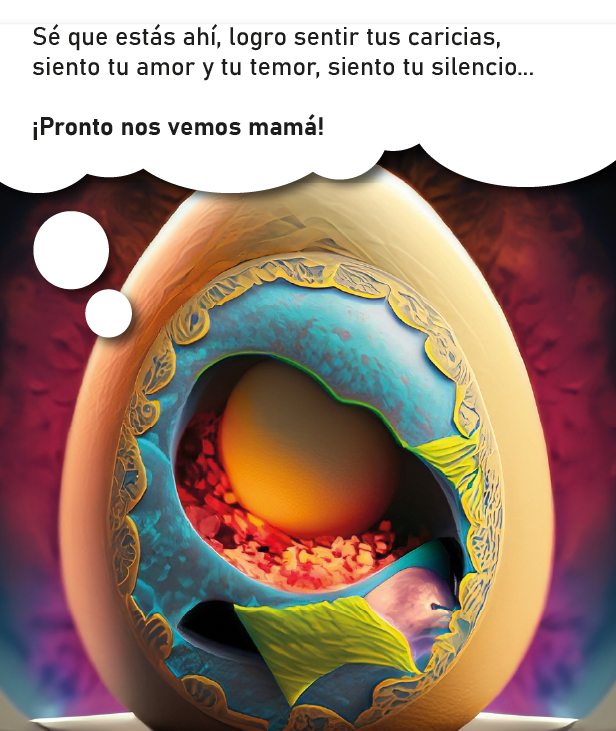 Sé que estás ahí, logro sentir tus caricias,
siento tu amor y tu temor, siento tu silencio...
¡Pronto nos vemos mamá!